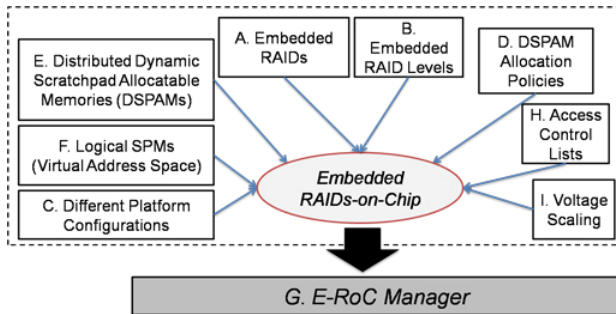 E. Distributed Dynamic
Scratchpad Allocatable
Memories (DSPAMs)
A. Embedded
RAIDs
B.
Embedded
RAID Levels
D. DSPAM
Allocation
Policies
F. Logical SPMs
(Virtual Address Space)
H. Access
Control
Lists
C. Different Platform
Configurations
Embedded
RAIDs-on-Chip
I. Voltage
Scaling
G. E-RoC Manager